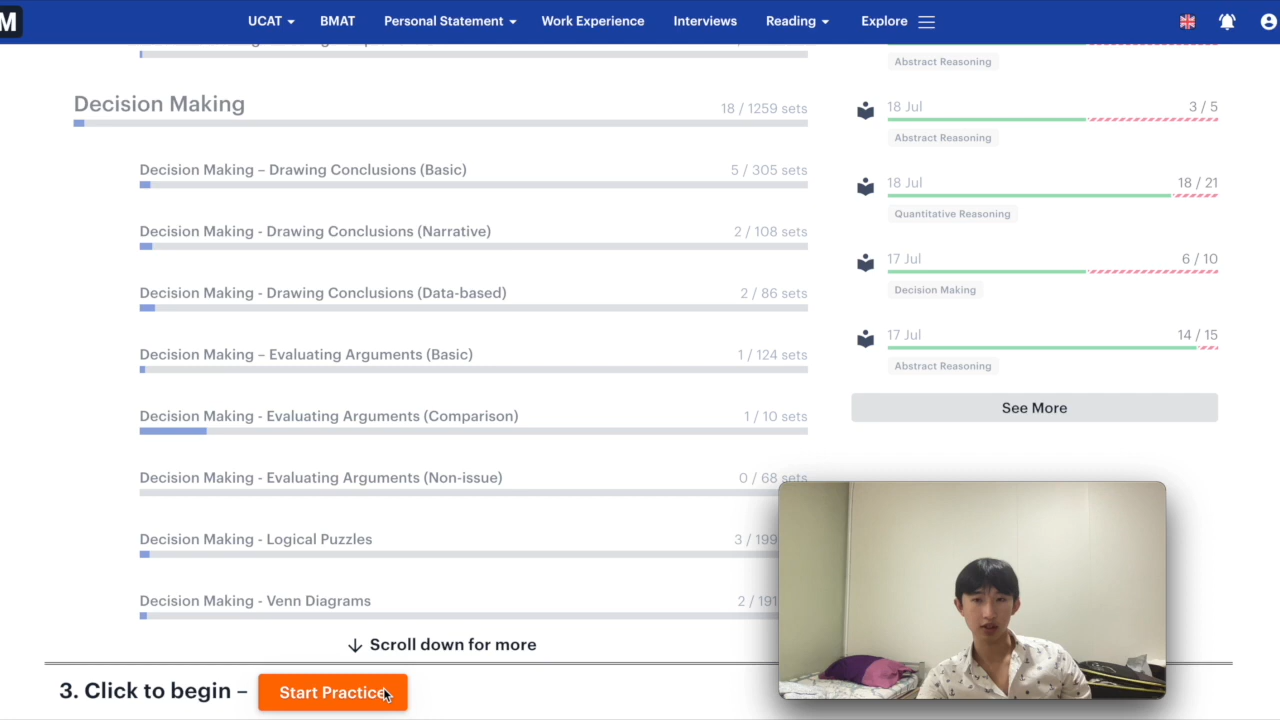 M
UCAT
BMAT
Personal Statement
Work Experience
Interviews
Reading
Explore
Decision Making
18 / 1259 sets
Decision Making – Drawing Conclusions (Basic)
5 / 305 sets
Decision Making - Drawing Conclusions (Narrative)
2 / 108 sets
Decision Making - Drawing Conclusions (Data-based)
2 / 86 sets
Decision Making – Evaluating Arguments (Basic)
1 / 124 sets
Decision Making - Evaluating Arguments (Comparison)
1 / 10 sets
Decision Making - Evaluating Arguments (Non-issue)
0 / 68 sets
Decision Making - Logical Puzzles
3 / 199
Decision Making - Venn Diagrams
2 / 191
Scroll down for more
3. Click to begin –
Start Practice
Abstract Reasoning
18 Jul
3 / 5
Abstract Reasoning
18 Jul
18 / 21
Quantitative Reasoning
17 Jul
6 / 10
Decision Making
17 Jul
14 / 15
Abstract Reasoning
See More